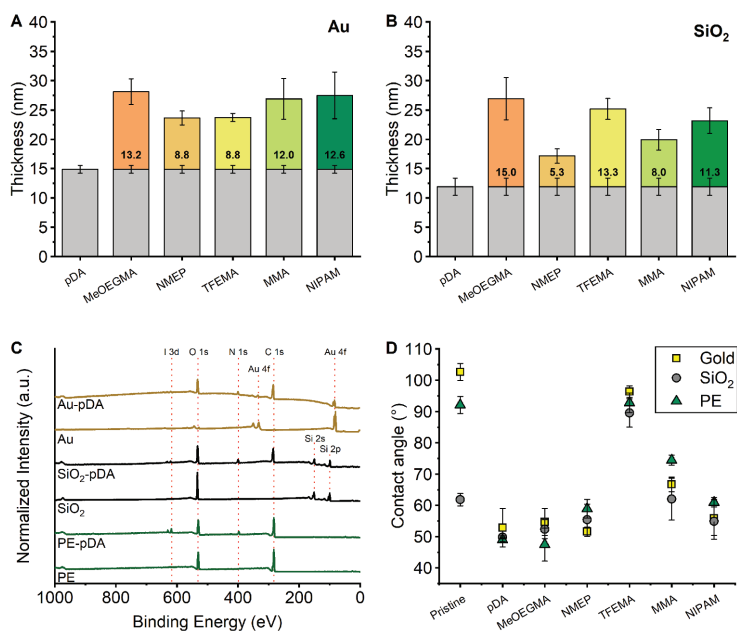 A
Au
Thickness (nm)
40
35
30
25
20
15
10
5
0
13.2
8.8
8.8
12.0
12.6
pDA
MeOEGMA
NMEP
TFEMA
MMA
NIPAM
B
SiO₂
Thickness (nm)
40
35
30
25
20
15
10
5
0
15.0
5.3
13.3
8.0
11.3
pDA
MeOEGMA
NMEP
TFEMA
MMA
NIPAM
C
I 3d
O 1s
N 1s
C 1s
Au 4f
Au 4f
Au-pDA
Au
Si 2s
Si 2p
SiO₂-pDA
SiO₂
PE-pDA
PE
Normalized Intensity (a.u.)
1000
800
600
400
200
0
Binding Energy (eV)
D
Gold
SiO₂
PE
Contact angle (°)
110
100
90
80
70
60
50
40
Pristine
pDA
MeOEGMA
NMEP
TFEMA
MMA
NIPAM